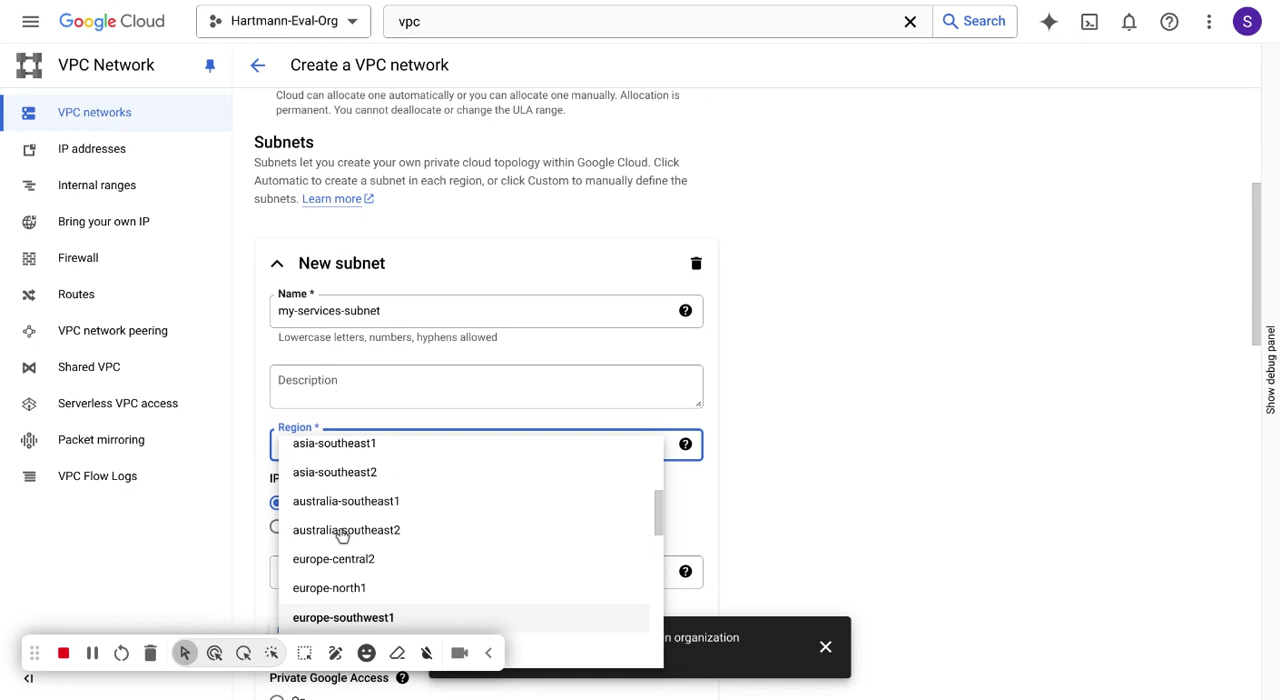 Google Cloud
Hartmann-Eval-Org
vpc
Search
S
VPC Network
Create a VPC network
VPC networks
IP addresses
Internal ranges
Bring your own IP
Firewall
Routes
VPC network peering
Shared VPC
Serverless VPC access
Packet mirroring
VPC Flow Logs
Cloud can allocate one automatically or you can allocate one manually. Allocation is
permanent. You cannot deallocate or change the ULA range.
Subnets
Subnets let you create your own private cloud topology within Google Cloud. Click
Automatic to create a subnet in each region, or click Custom to manually define the
subnets. Learn more
New subnet
Name *
my-services-subnet
Lowercase letters, numbers, hyphens allowed
Description
Region *
asia-southeast1
asia-southeast2
australia-southeast1
australia-southeast2
europe-central2
europe-north1
europe-southwest1
organization
Private Google Access
Show debug panel